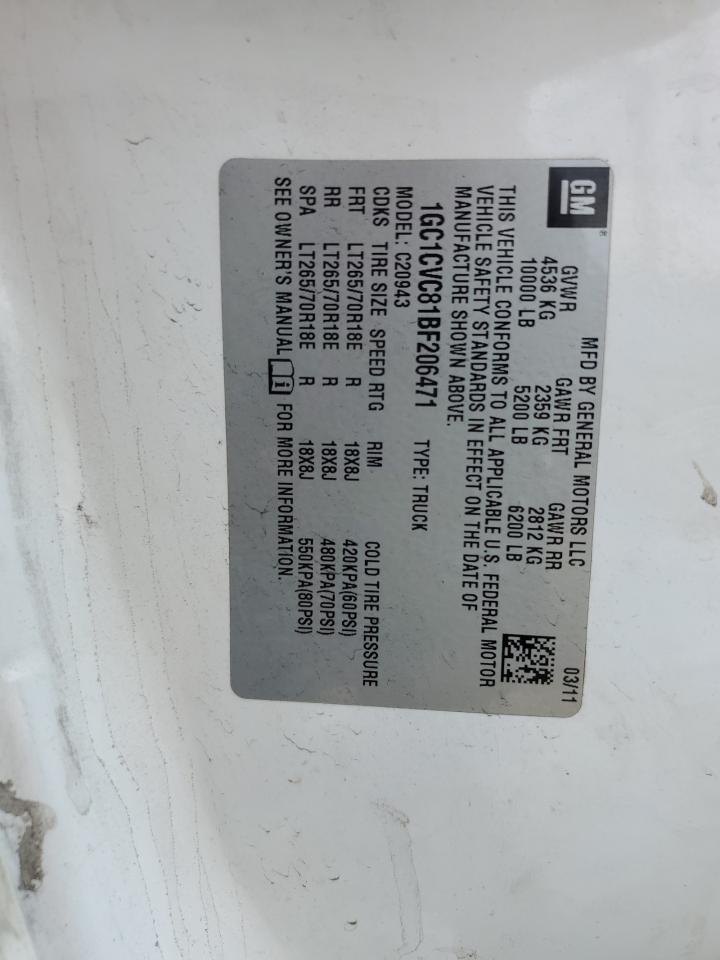 GM®
MFD BY GENERAL MOTORS LLC 03/11
GVWR GAWR FRT GAWR RR
4536 KG 2359 KG 2812 KG
10000 LB 5200 LB 6200 LB
THIS VEHICLE CONFORMS TO ALL APPLICABLE U.S. FEDERAL MOTOR
VEHICLE SAFETY STANDARDS IN EFFECT ON THE DATE OF
MANUFACTURE SHOWN ABOVE.
1GC1CVC81BF206471 TYPE: TRUCK
MODEL: C20943
CDKS TIRE SIZE SPEED RTG RIM COLD TIRE PRESSURE
FRT LT265/70R18E R 18X8J 420KPA(60PSI)
RR LT265/70R18E R 18X8J 480KPA(70PSI)
SPA LT265/70R18E R 18X8J 550KPA(80PSI)
SEE OWNER'S MANUAL i FOR MORE INFORMATION.